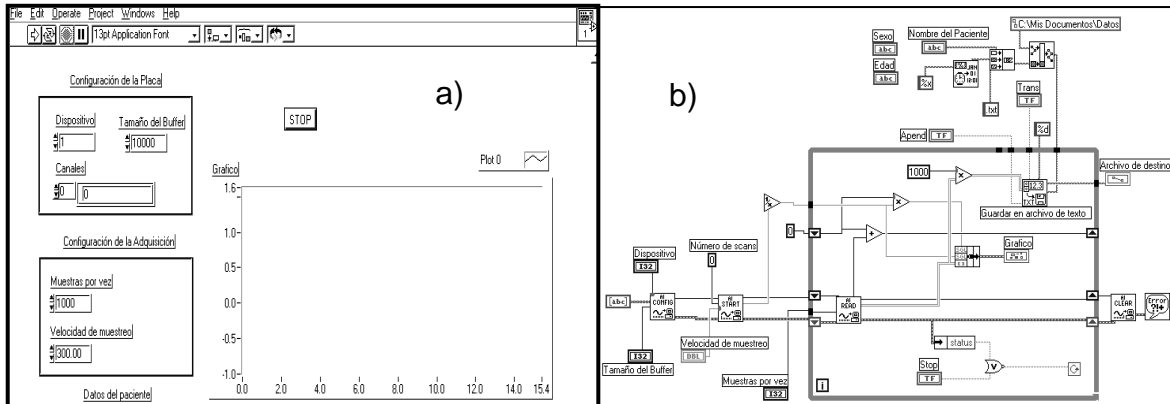 File Edit Operate Project Windows Help
13pt Application Font
1
a)
Configuración de la Placa
Dispositivo
Tamaño del Buffer
1
10000
Canales
0
0
STOP
Plot 0
Grafico
1.6
1.0
0.5
0.0
-0.5
-1.0
0.0 2.0 4.0 6.0 8.0 10.0 12.0 14.0 15.4
Configuración de la Adquisición
Muestras por vez
1000
Velocidad de muestreo
300.00
Datos del paciente
b)
C:\Mis Documentos\Datos
Nombre del Paciente
abc
Sexo
abc
Edad
abc
%x
.txt
Trans
TF
Apend
TF
%d
1000
Archivo de destino
Guardar en archivo de texto
0
Grafico
Dispositivo
I32
Número de scans
0
[abc]
AI
CONFIG
AI
START
AI
READ
AI
CLEAR
Error
?!
Velocidad de muestreo
DBL
Tamaño del Buffer
I32
Muestras por vez
I32
status
Stop
TF
V
i